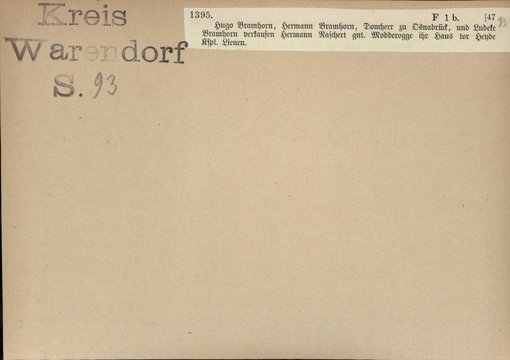 Kreis
Warendorf
S. 93
1395. F 1 b. [47
Hugo Bramhorn, Hermann Bramhorn, Domherr zu Osnabrück, und Ludeke
Bramhorn verkaufen Hermann Raschert gnt. Modderogge ihr Haus tor Heyde
Kspl. Lienen.